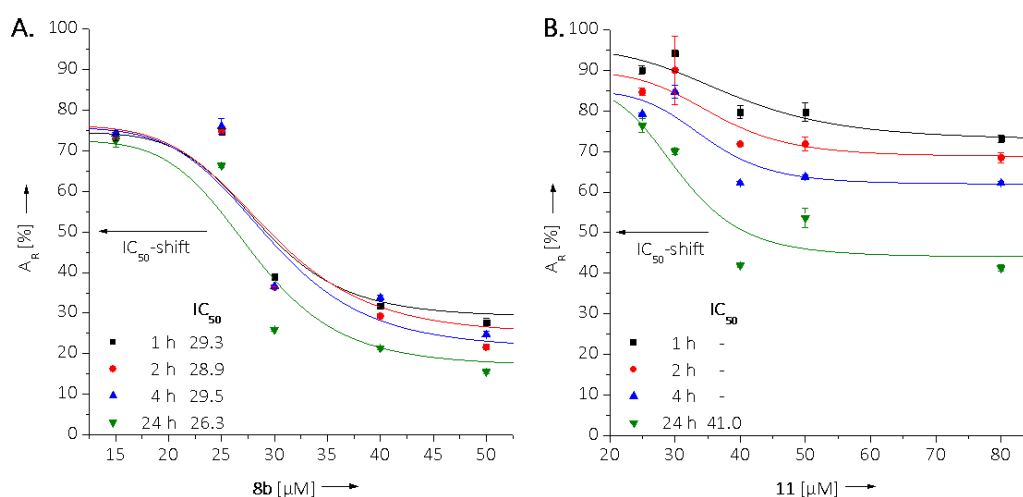 A.
100
90
80
70
60
50
40
30
20
10
0
A_R [%]
IC50-shift
IC50
1 h 29.3
2 h 28.9
4 h 29.5
24 h 26.3
15 20 25 30 35 40 45 50
8b [µM]
B.
100
90
80
70
60
50
40
30
20
10
0
A_R [%]
IC50-shift
IC50
1 h -
2 h -
4 h -
24 h 41.0
20 30 40 50 60 70 80
11 [µM]